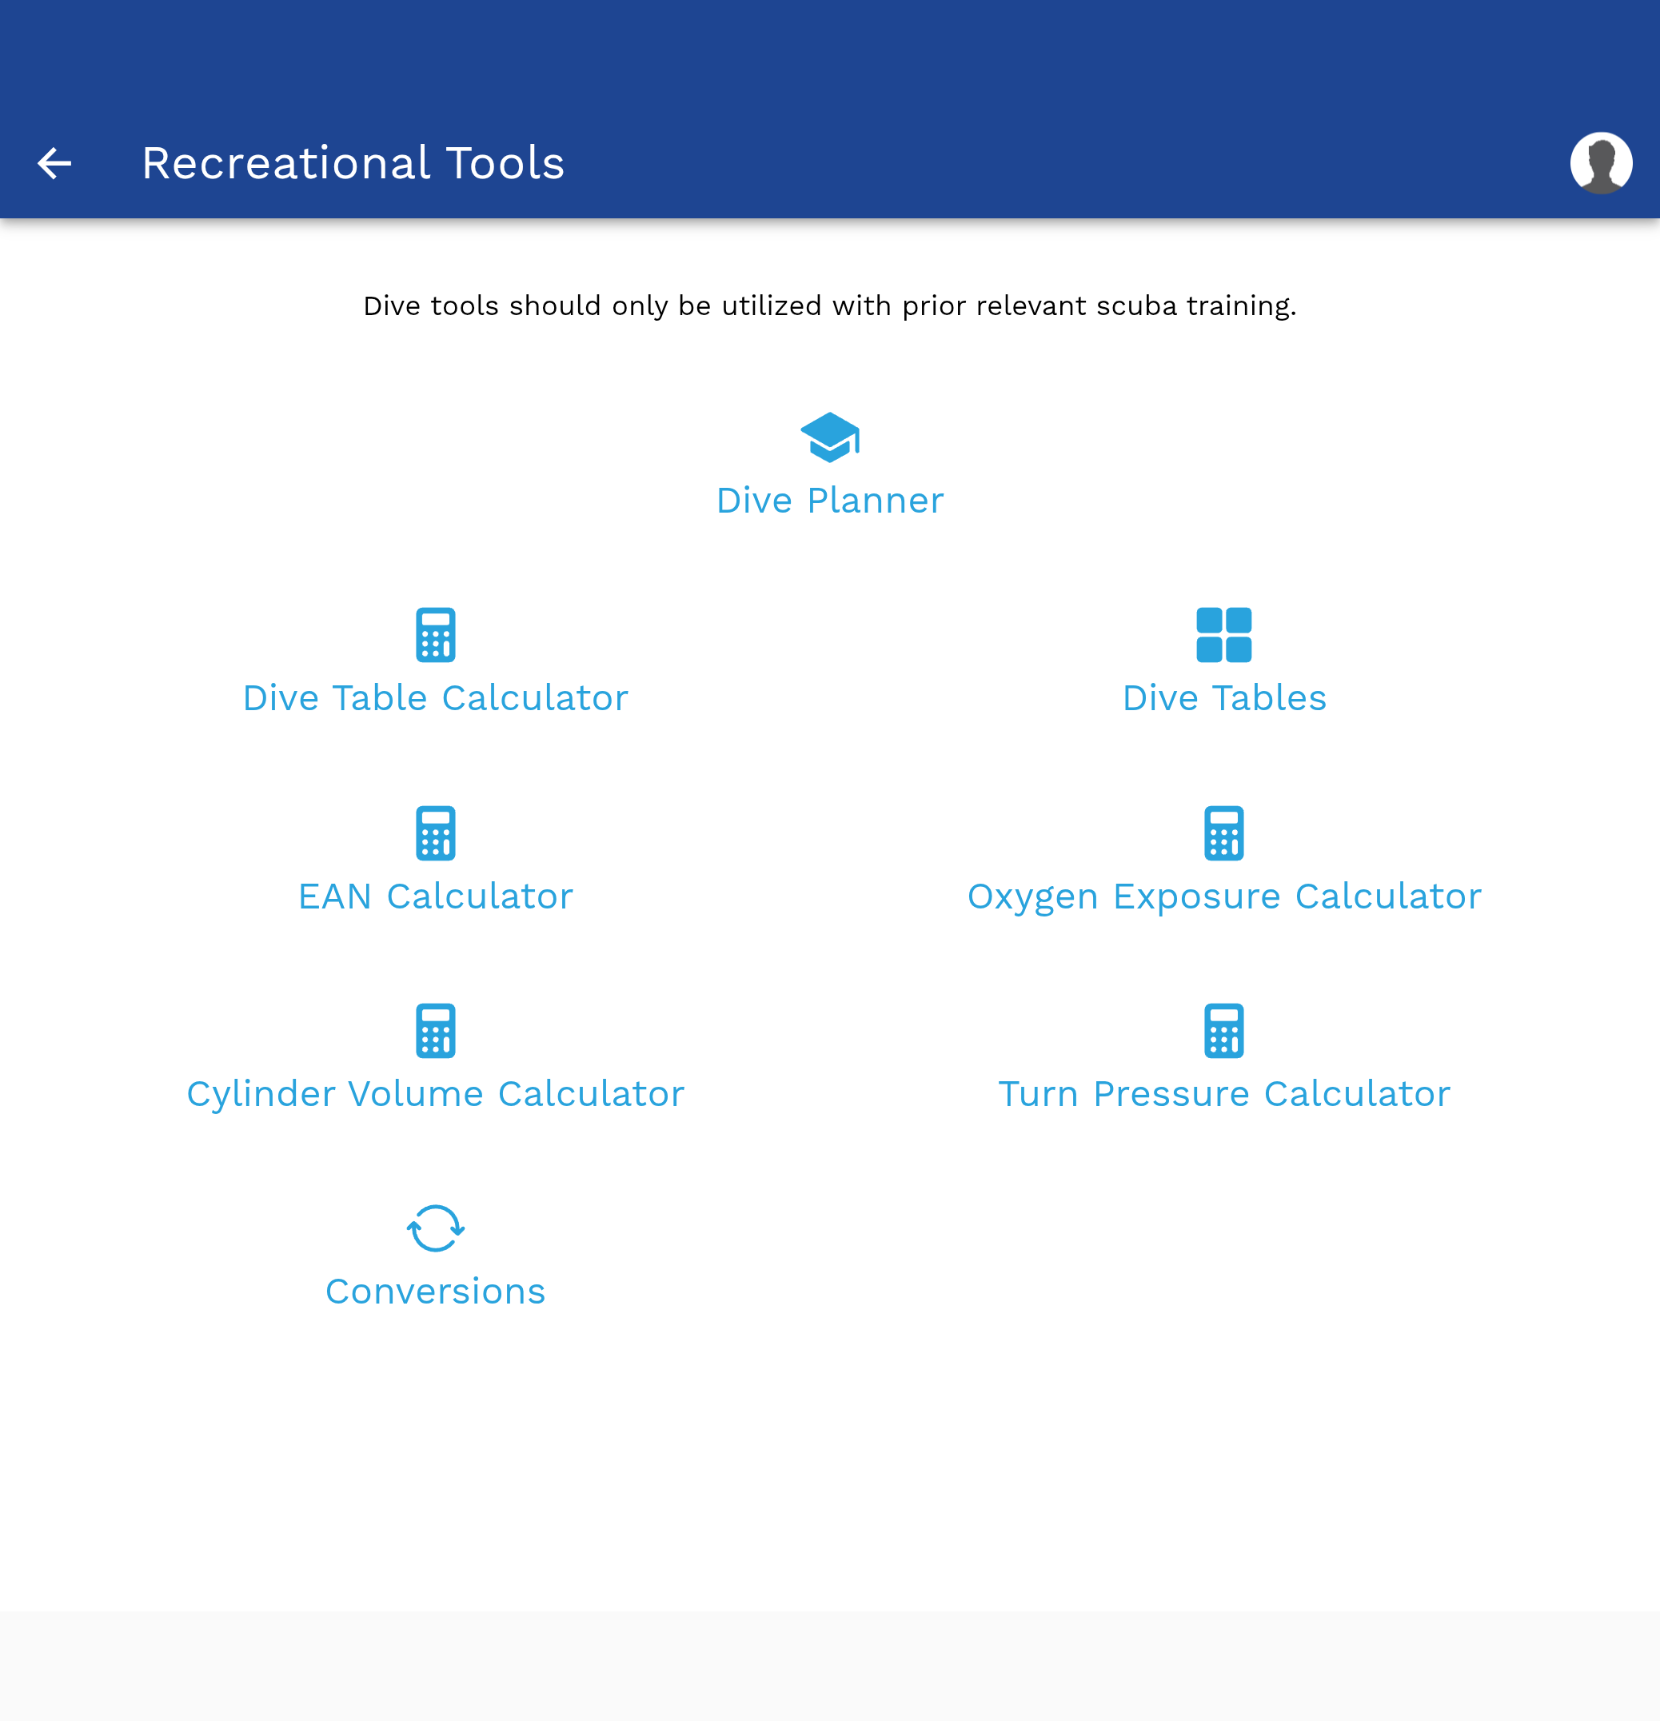 Recreational Tools
Dive tools should only be utilized with prior relevant scuba training.
Dive Planner
Dive Table Calculator
Dive Tables
EAN Calculator
Oxygen Exposure Calculator
Cylinder Volume Calculator
Turn Pressure Calculator
Conversions